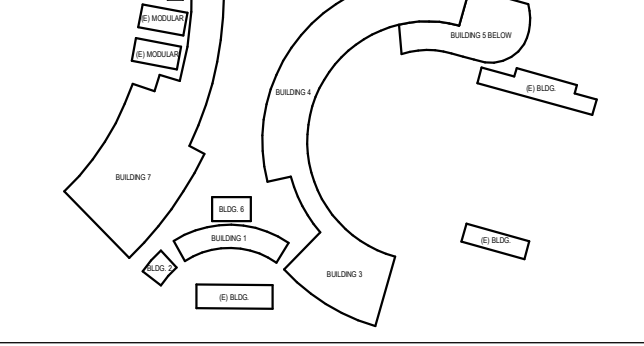 (E) MODULAR
BUILDING 5 BELOW
(E) MODULAR
(E) BLDG.
BUILDING 4
BUILDING 7
BLDG. 6
BUILDING 1
(E) BLDG.
BLDG. 2
BUILDING 3
(E) BLDG.